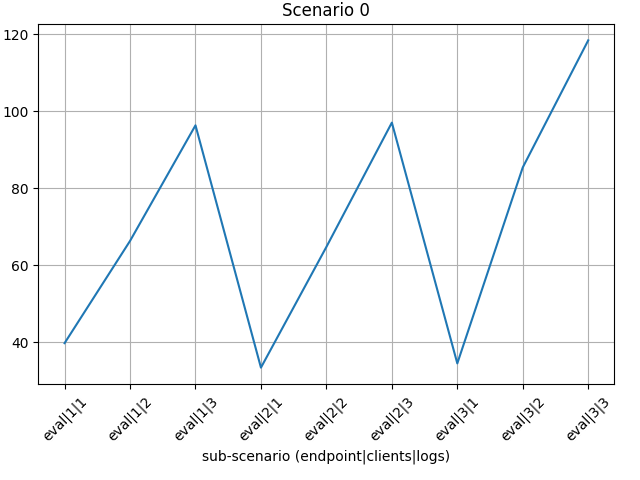 Scenario 0
120
100
80
60
40
eval|1|1
eval|1|2
eval|1|3
eval|2|1
eval|2|2
eval|2|3
eval|3|1
eval|3|2
eval|3|3
sub-scenario (endpoint|clients|logs)